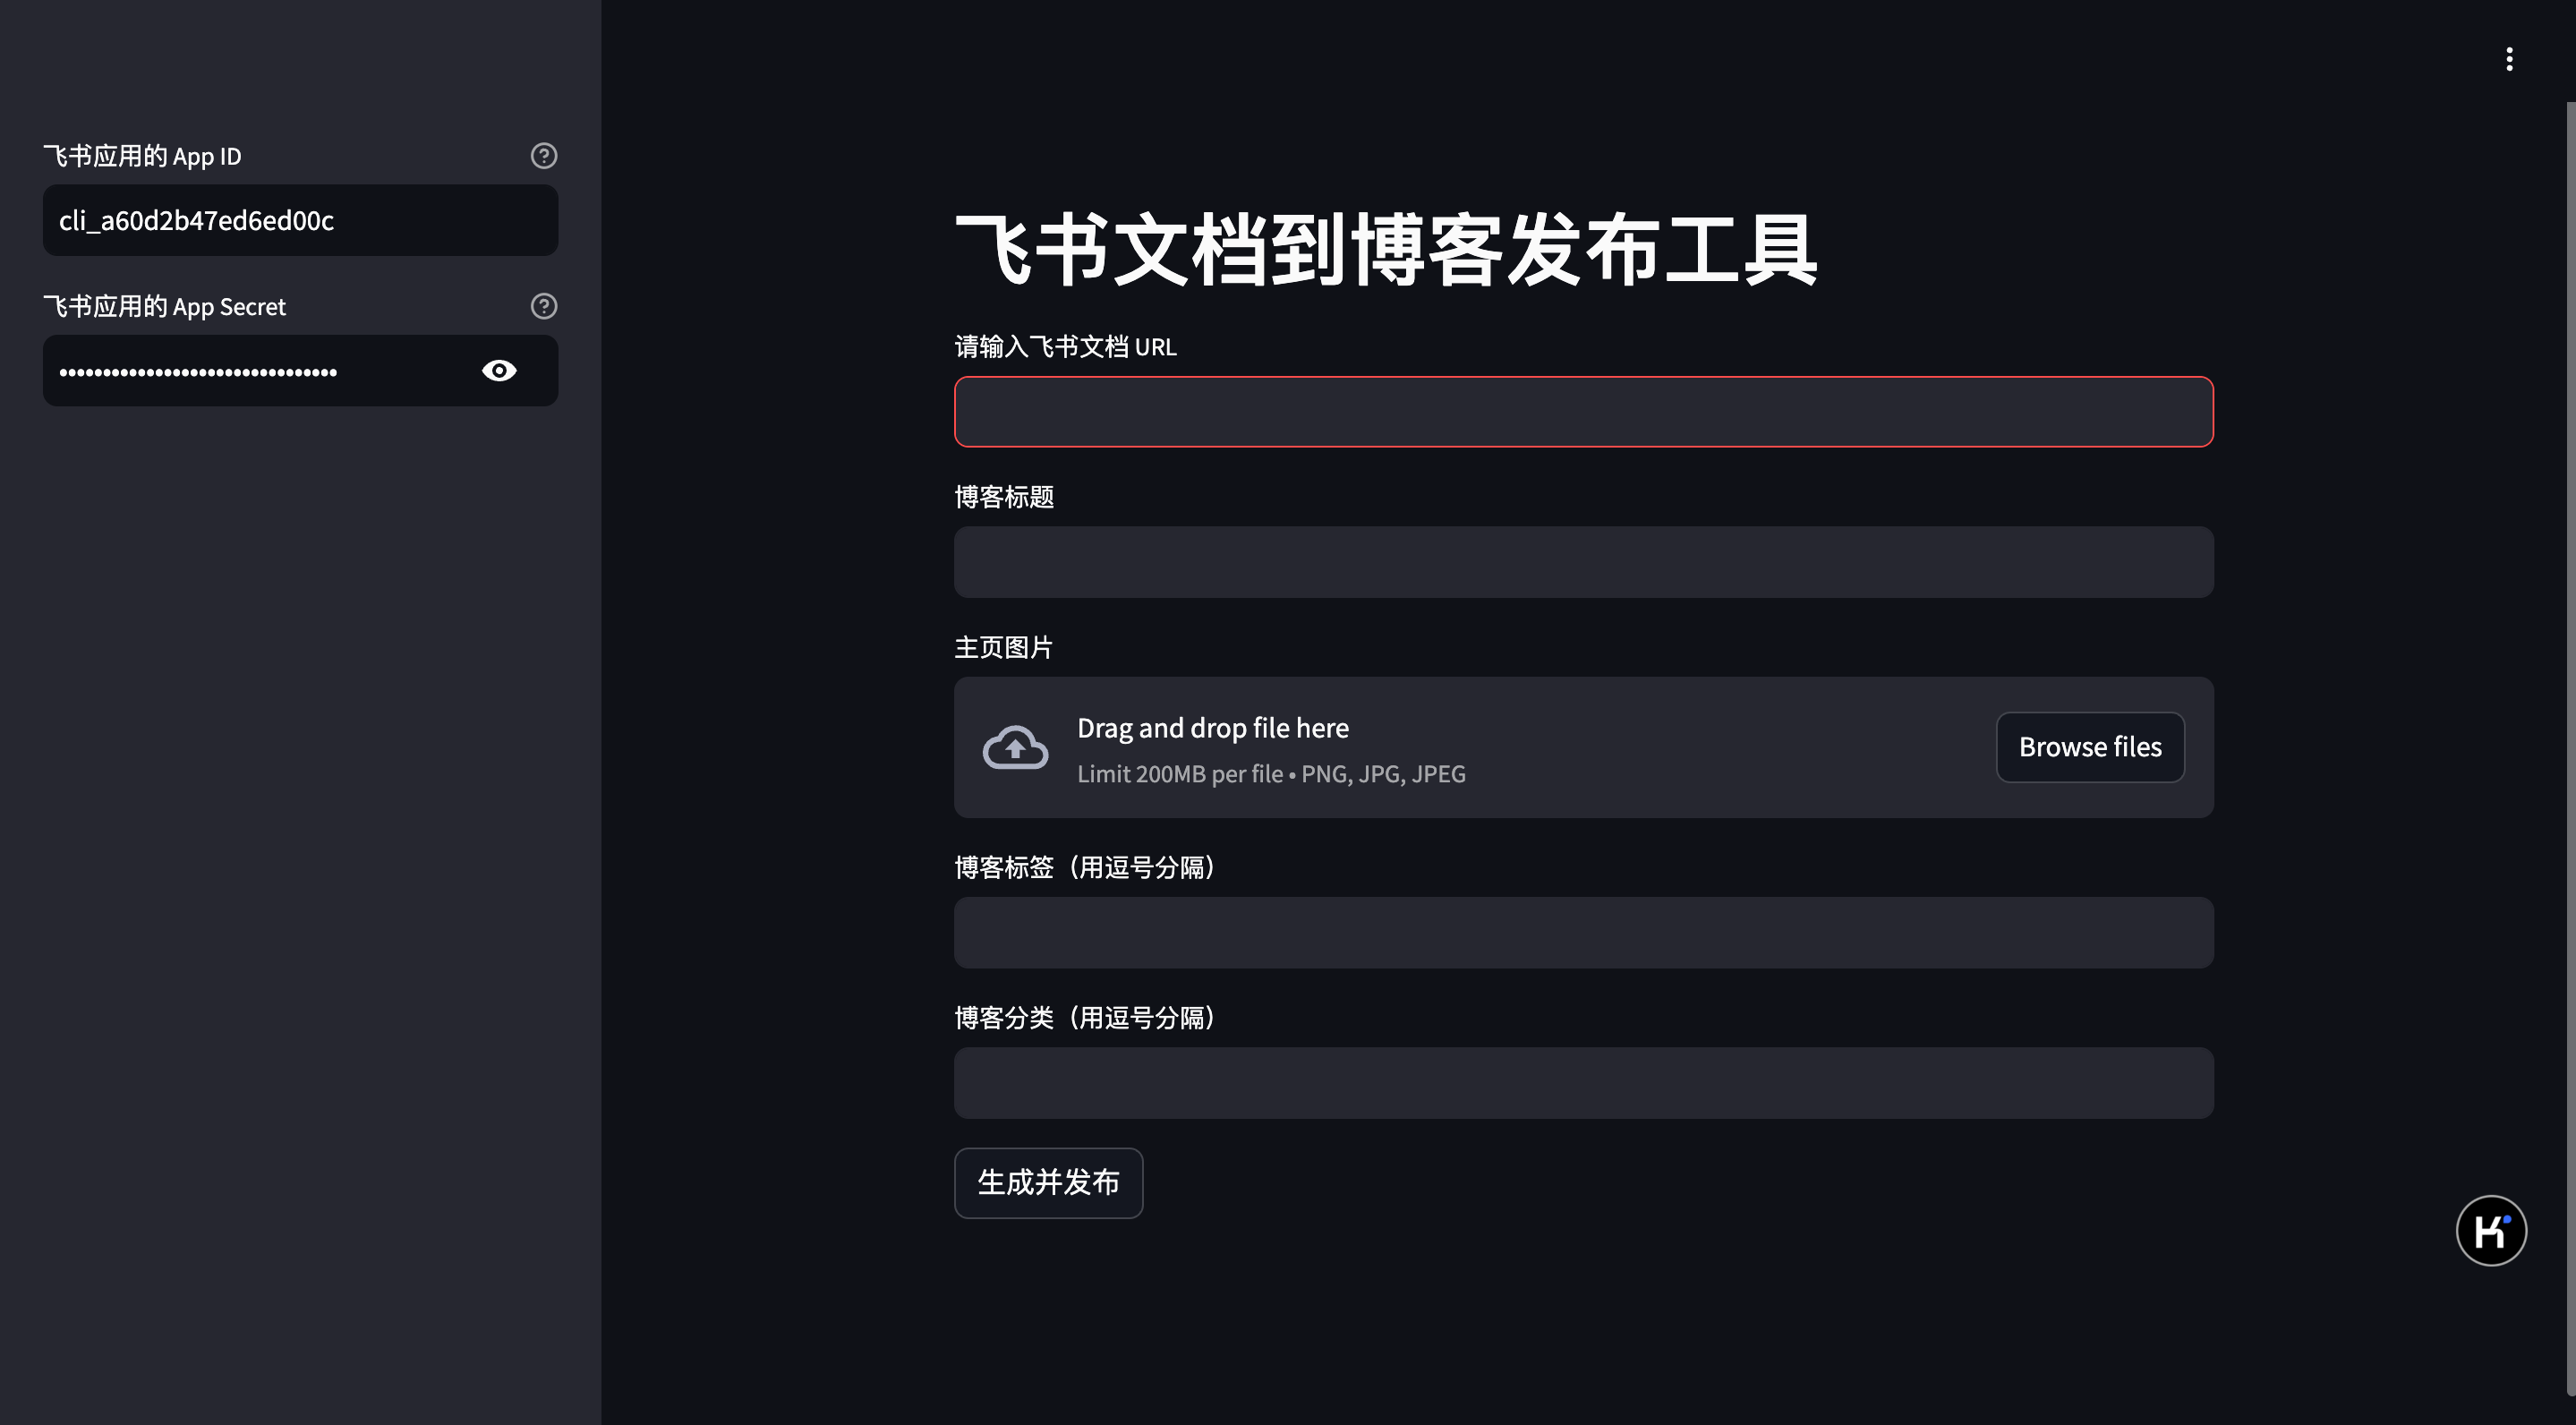 飞书应用的 App ID
cli_a60d2b47ed6ed00c
飞书应用的 App Secret
••••••••••••••••••••••••••••••••
飞书文档到博客发布工具
请输入飞书文档 URL
博客标题
主页图片
Drag and drop file here
Limit 200MB per file • PNG, JPG, JPEG
Browse files
博客标签（用逗号分隔）
博客分类（用逗号分隔）
生成并发布
K